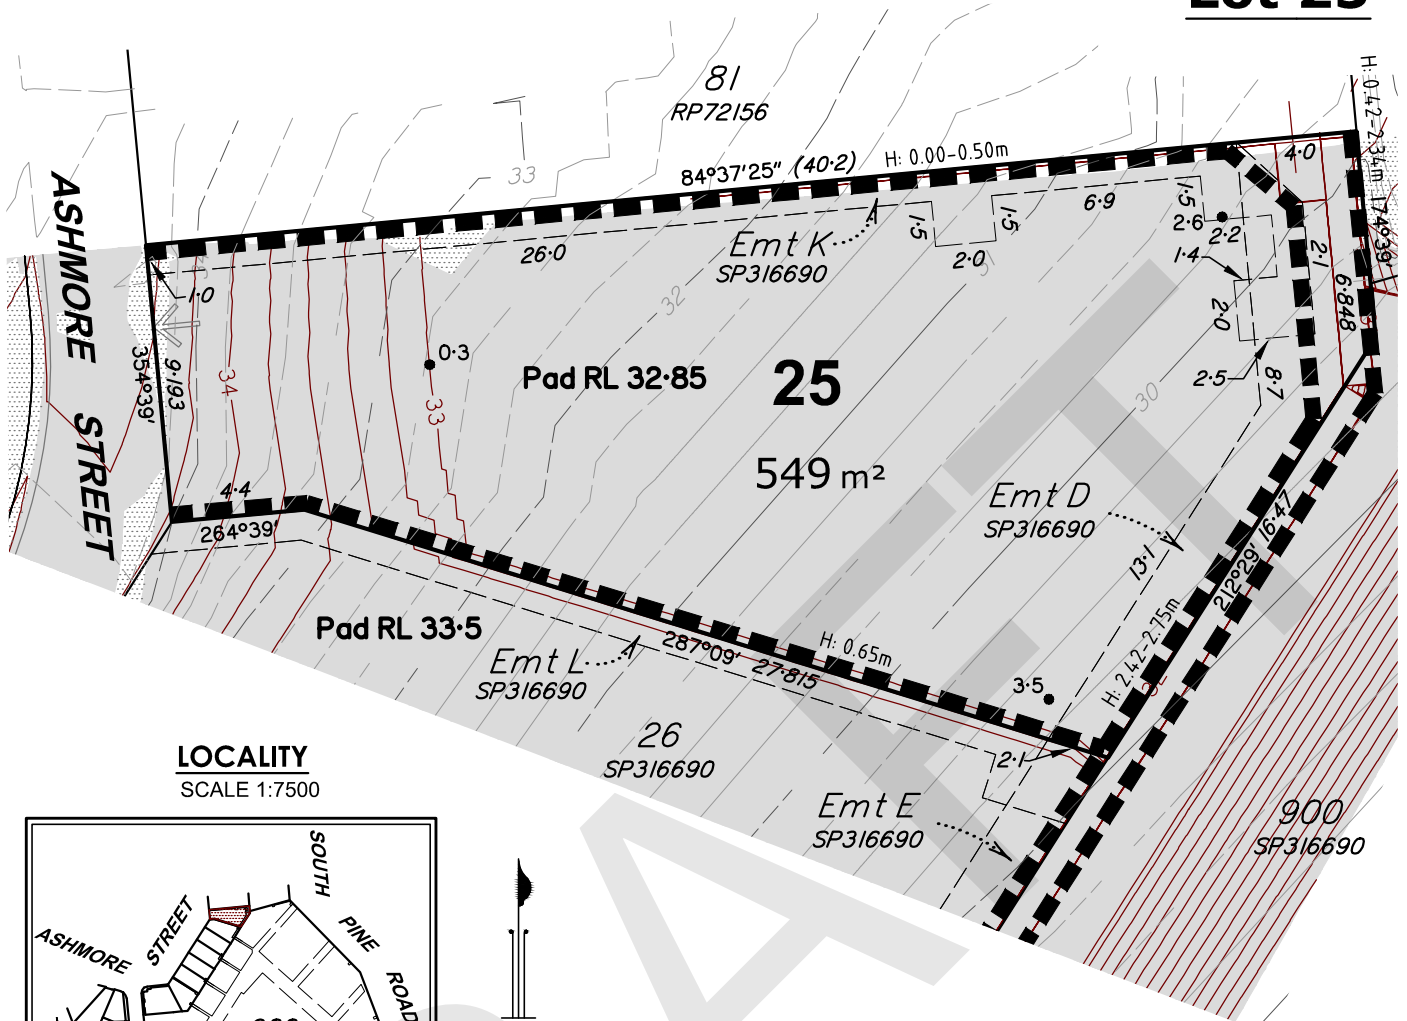 Lot 25
81
RP72156
84°37'25" (40·2)
H: 0.00-0.50m
H: 0.42-2.34m
174°39'
4·0
33
ASHMORE STREET
1·0
26·0
Emt K
SP316690
1·5
2·0
1·5
6·9
1·5
2·6
2·2
1·4
2·0
2·1
6·848
2·5
8·7
31
32
30
354°39'
9·193
34
0·3
33
Pad RL 32·85
25
549 m²
Emt D
SP316690
13·1
212°29' 16·47
H: 2.42-2.75m
4·4
264°39'
Pad RL 33·5
Emt L
SP316690
287°09' 27·815
H: 0.65m
3·5
2·1
26
SP316690
Emt E
SP316690
900
SP316690
LOCALITY
SCALE 1:7500
SOUTH
PINE
ROAD
ASHMORE
STREET